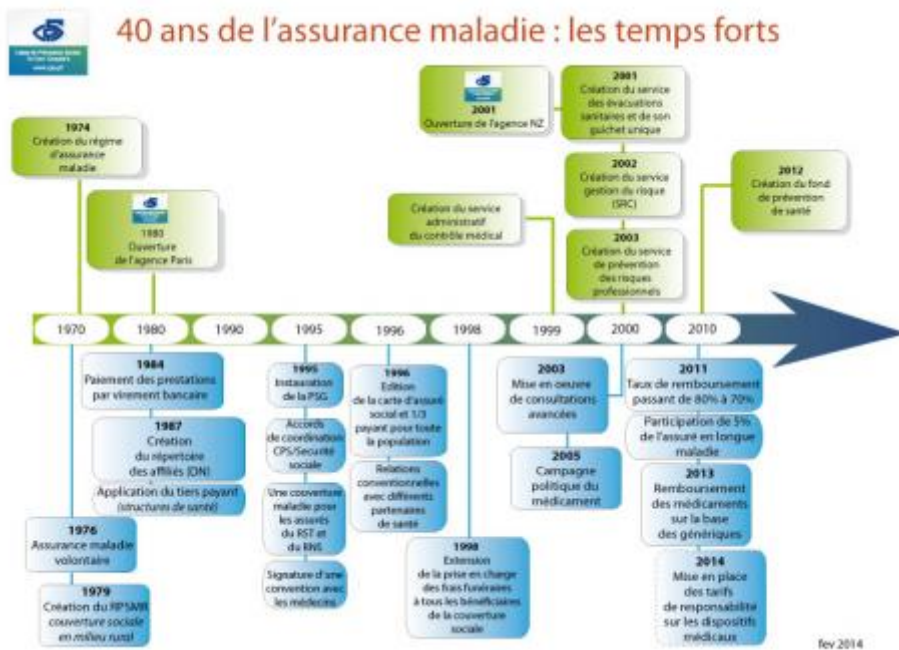 40 ans de l'assurance maladie : les temps forts
1974
Création du régime
d'assurance
maladie
1980
Ouverture
de l'agence Paris
2001
Ouverture de l'agence NZ
2001
Création du service
des évacuations
sanitaires et de son
guichet unique
Création du service
administratif
du contrôle médical
2002
Création du service
gestion du risque
(SRC)
2003
Création du service
de prévention
des risques
professionnels
2012
Création du fond
de prévention
de santé
1970
1980
1990
1995
1996
1998
1999
2000
2010
1984
Paiement des prestations
par virement bancaire
1987
Création
du répertoire
des affiliés (DN)
Application du tiers payant
(structures de santé)
1976
Assurance maladie
volontaire
1979
Création du RPSMR
couverture sociale
en milieu rural
1995
Instauration
de la PSG
Accords
de coordination
CPS/Securité
sociale
Une couverture
maladie pour
les assurés
du RST et
du RNS
Signature d'une
convention avec
les médecins
1996
Edition
de la carte d'assuré
social et 1/3
payant pour toute
la population
Relations
conventionnelles
avec différents
partenaires
de santé
1998
Extension
de la prise en charge
des frais funéraires
à tous les bénéficiaires
de la couverture
sociale
2003
Mise en oeuvre
de consultations
avancées
2005
Campagne
politique du
médicament
2011
Taux de remboursement
passant de 80% à 70%
Participation de 5%
de l'assuré en longue
maladie
2013
Remboursement
des médicaments
sur la base
des génériques
2014
Mise en place
des tarifs
de responsabilité
sur les dispositifs
médicaux
fev 2014